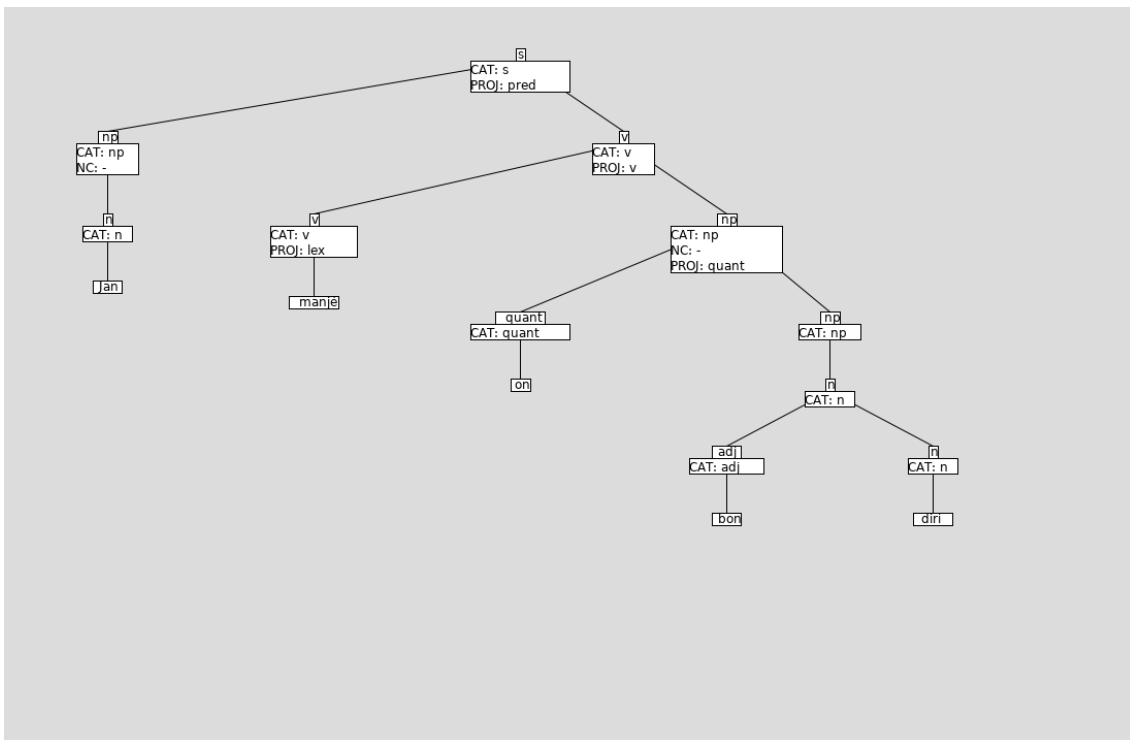 s
CAT: s
PROJ: pred
np
CAT: np
NC: -
v
CAT: v
PROJ: v
n
CAT: n
v
CAT: v
PROJ: lex
np
CAT: np
NC: -
PROJ: quant
Jan
manjé
quant
CAT: quant
np
CAT: np
on
n
CAT: n
adj
CAT: adj
n
CAT: n
bon
diri